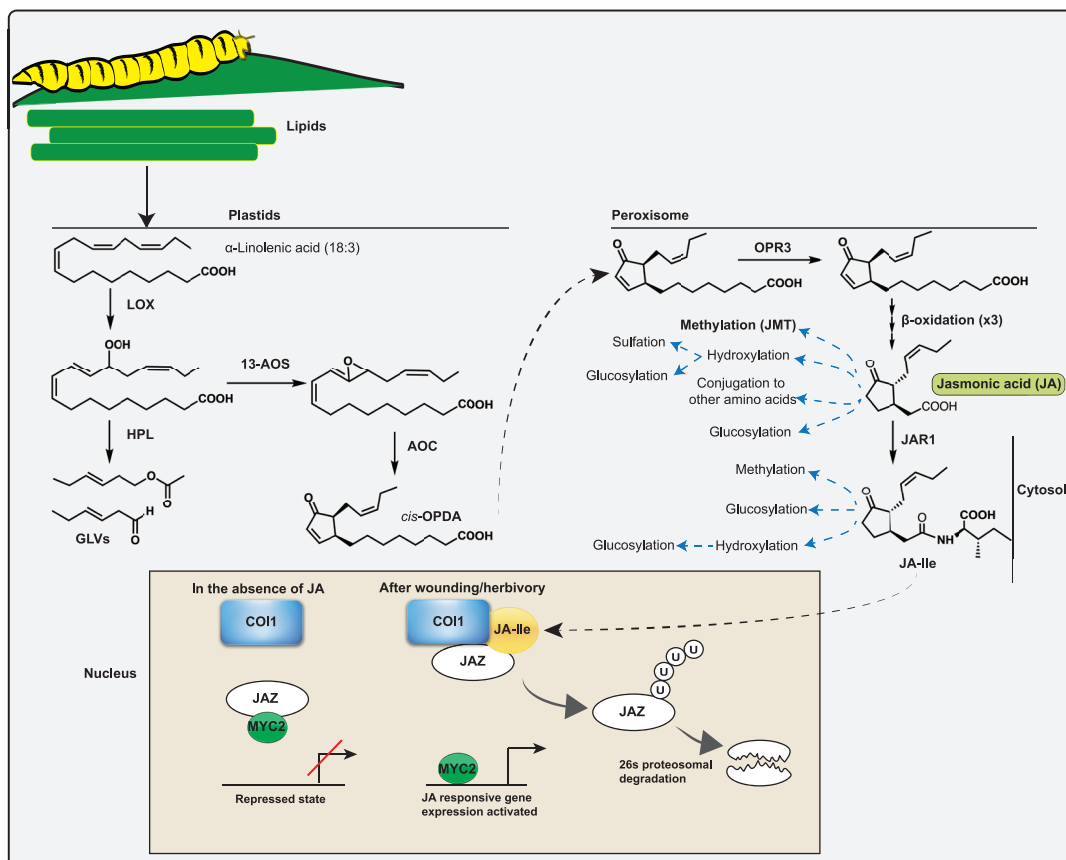 Lipids
Plastids
α-Linolenic acid (18:3)
COOH
LOX
OOH
13-AOS
COOH
O
COOH
HPL
AOC
O
O
H
O
GLVs
O
cis-OPDA
COOH
Peroxisome
O
COOH
OPR3
O
COOH
β-oxidation (x3)
Methylation (JMT)
Sulfation
Hydroxylation
Glucosylation
Conjugation to
other amino acids
Glucosylation
O
COOH
Jasmonic acid (JA)
JAR1
Methylation
Glucosylation
Glucosylation
Hydroxylation
O
O
NH
COOH
JA-Ile
Cytosol
Nucleus
In the absence of JA
COI1
JAZ
MYC2
Repressed state
After wounding/herbivory
COI1
JA-Ile
JAZ
MYC2
JA responsive gene
expression activated
U
U
U
U
JAZ
26s proteosomal
degradation